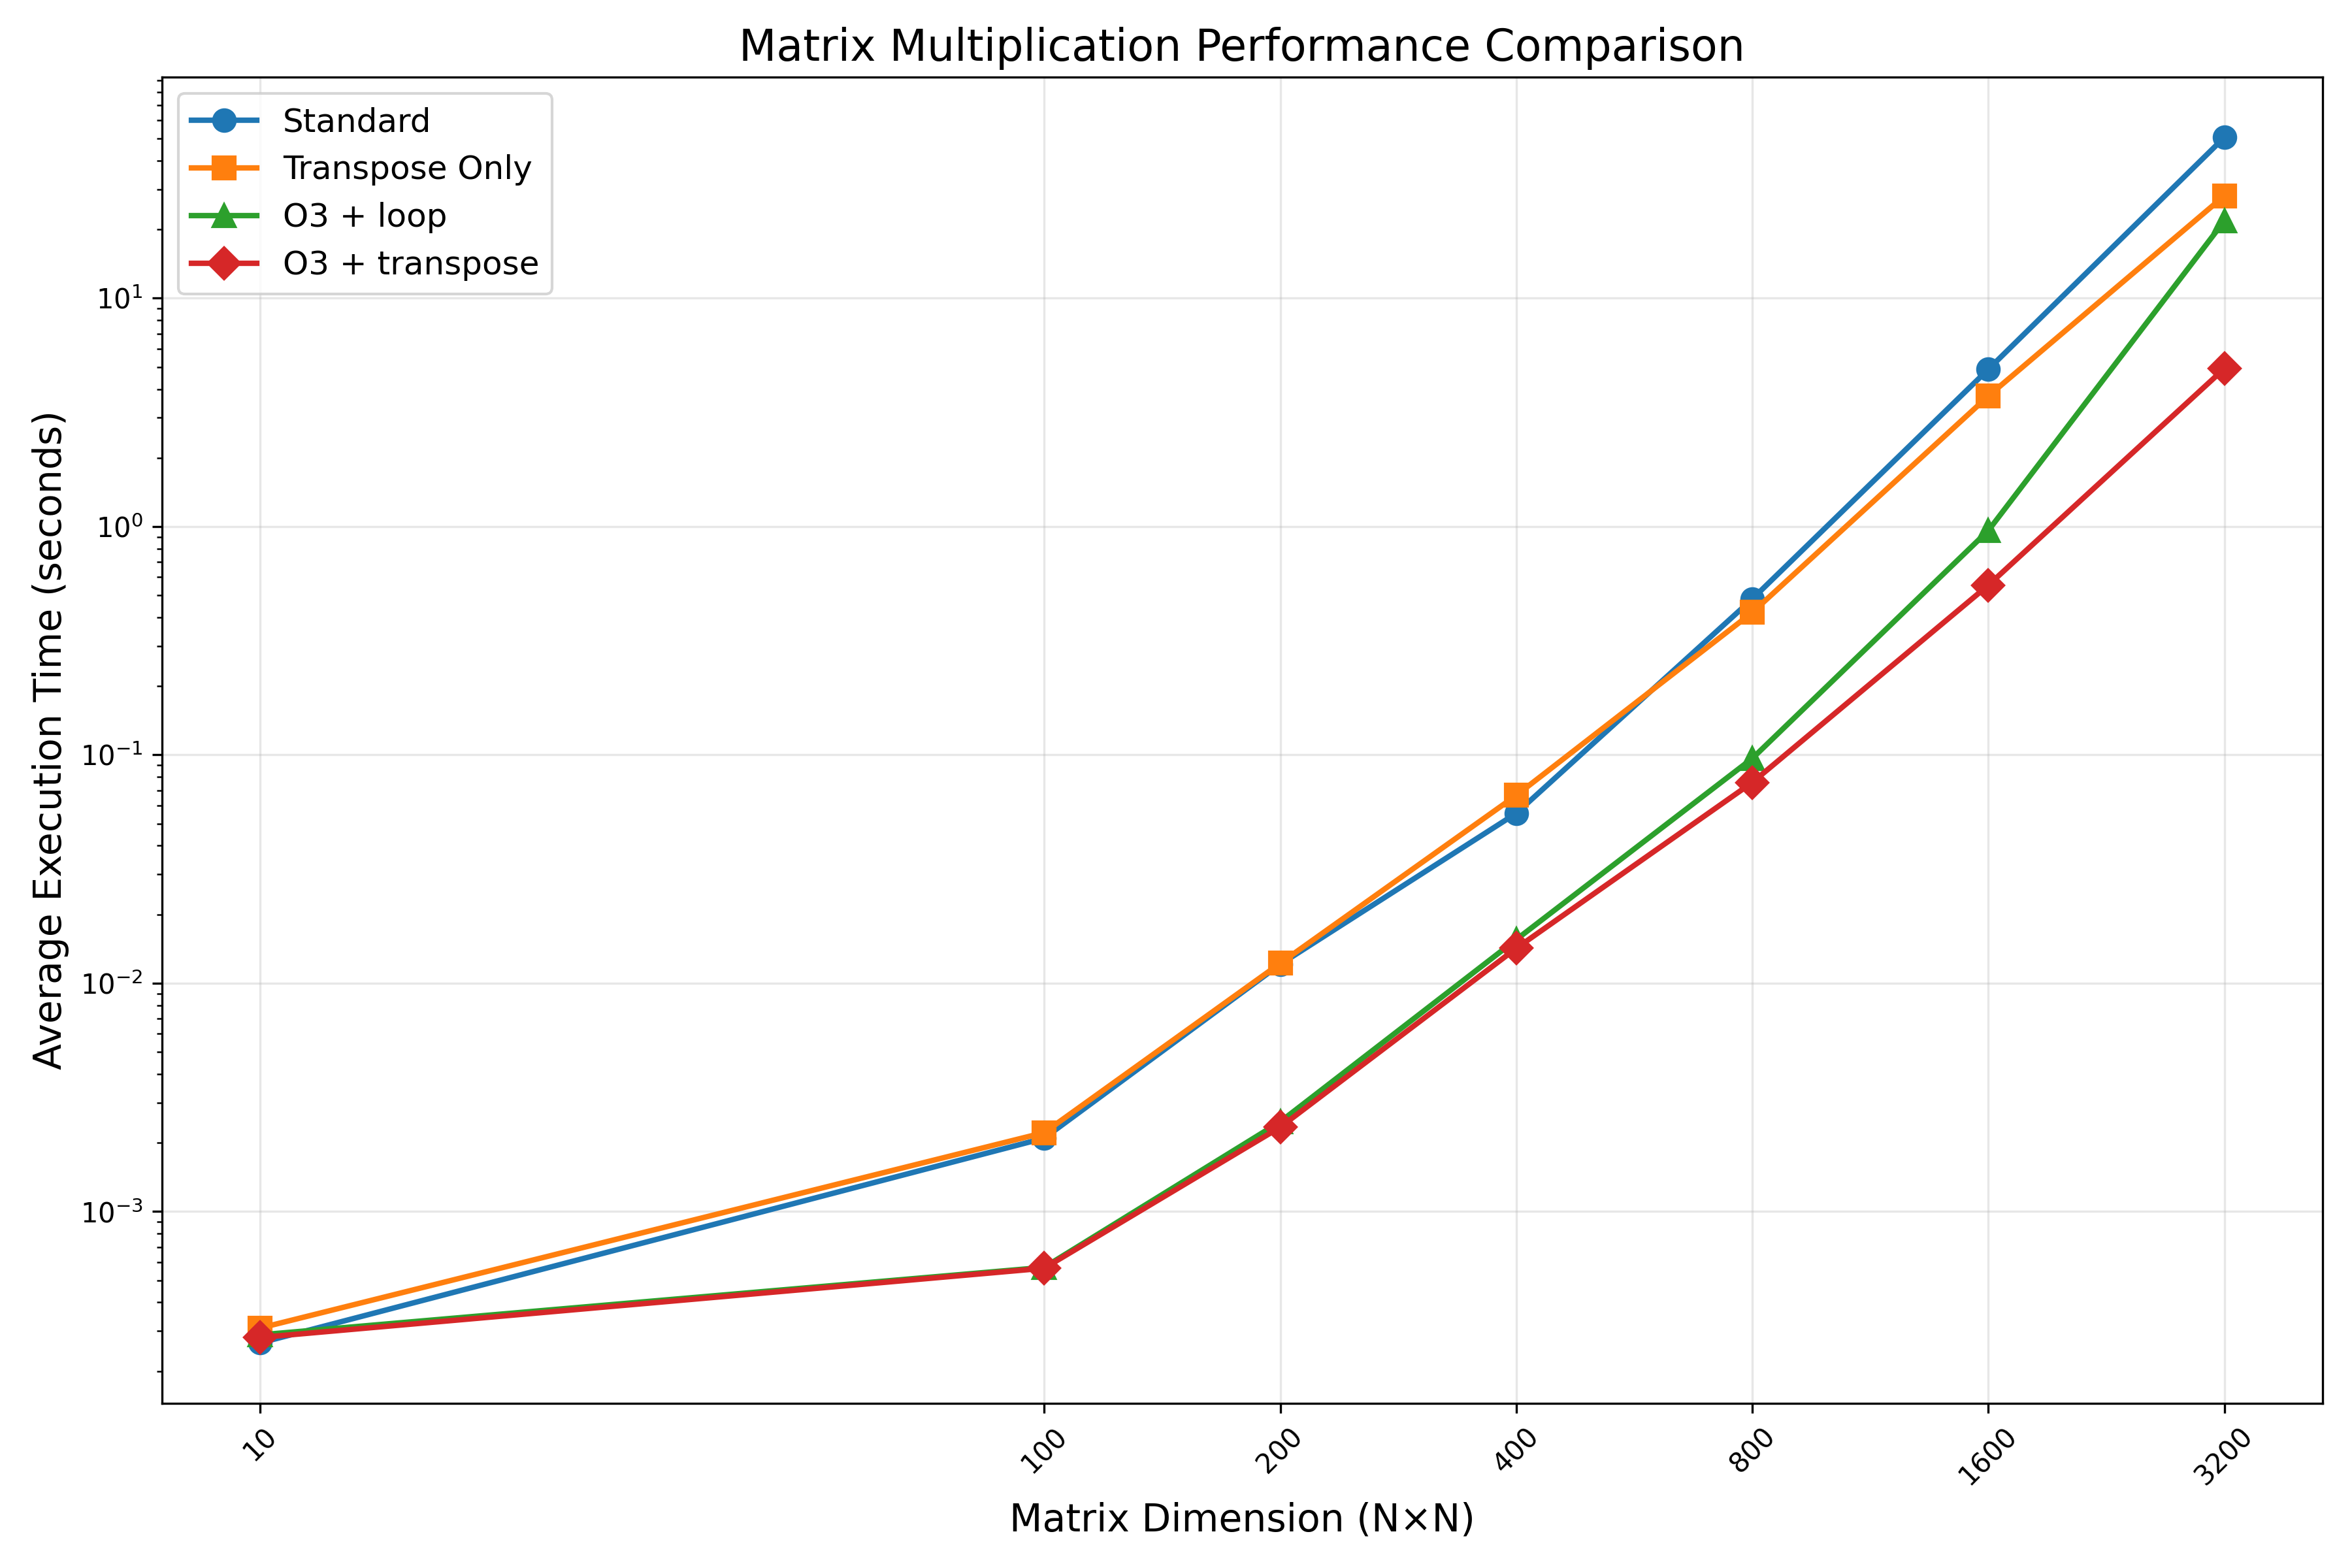 Matrix Multiplication Performance Comparison
Standard
Transpose Only
O3 + loop
O3 + transpose
Average Execution Time (seconds)
10¹
10⁰
10⁻¹
10⁻²
10⁻³
10
100
200
400
800
1600
3200
Matrix Dimension (N×N)